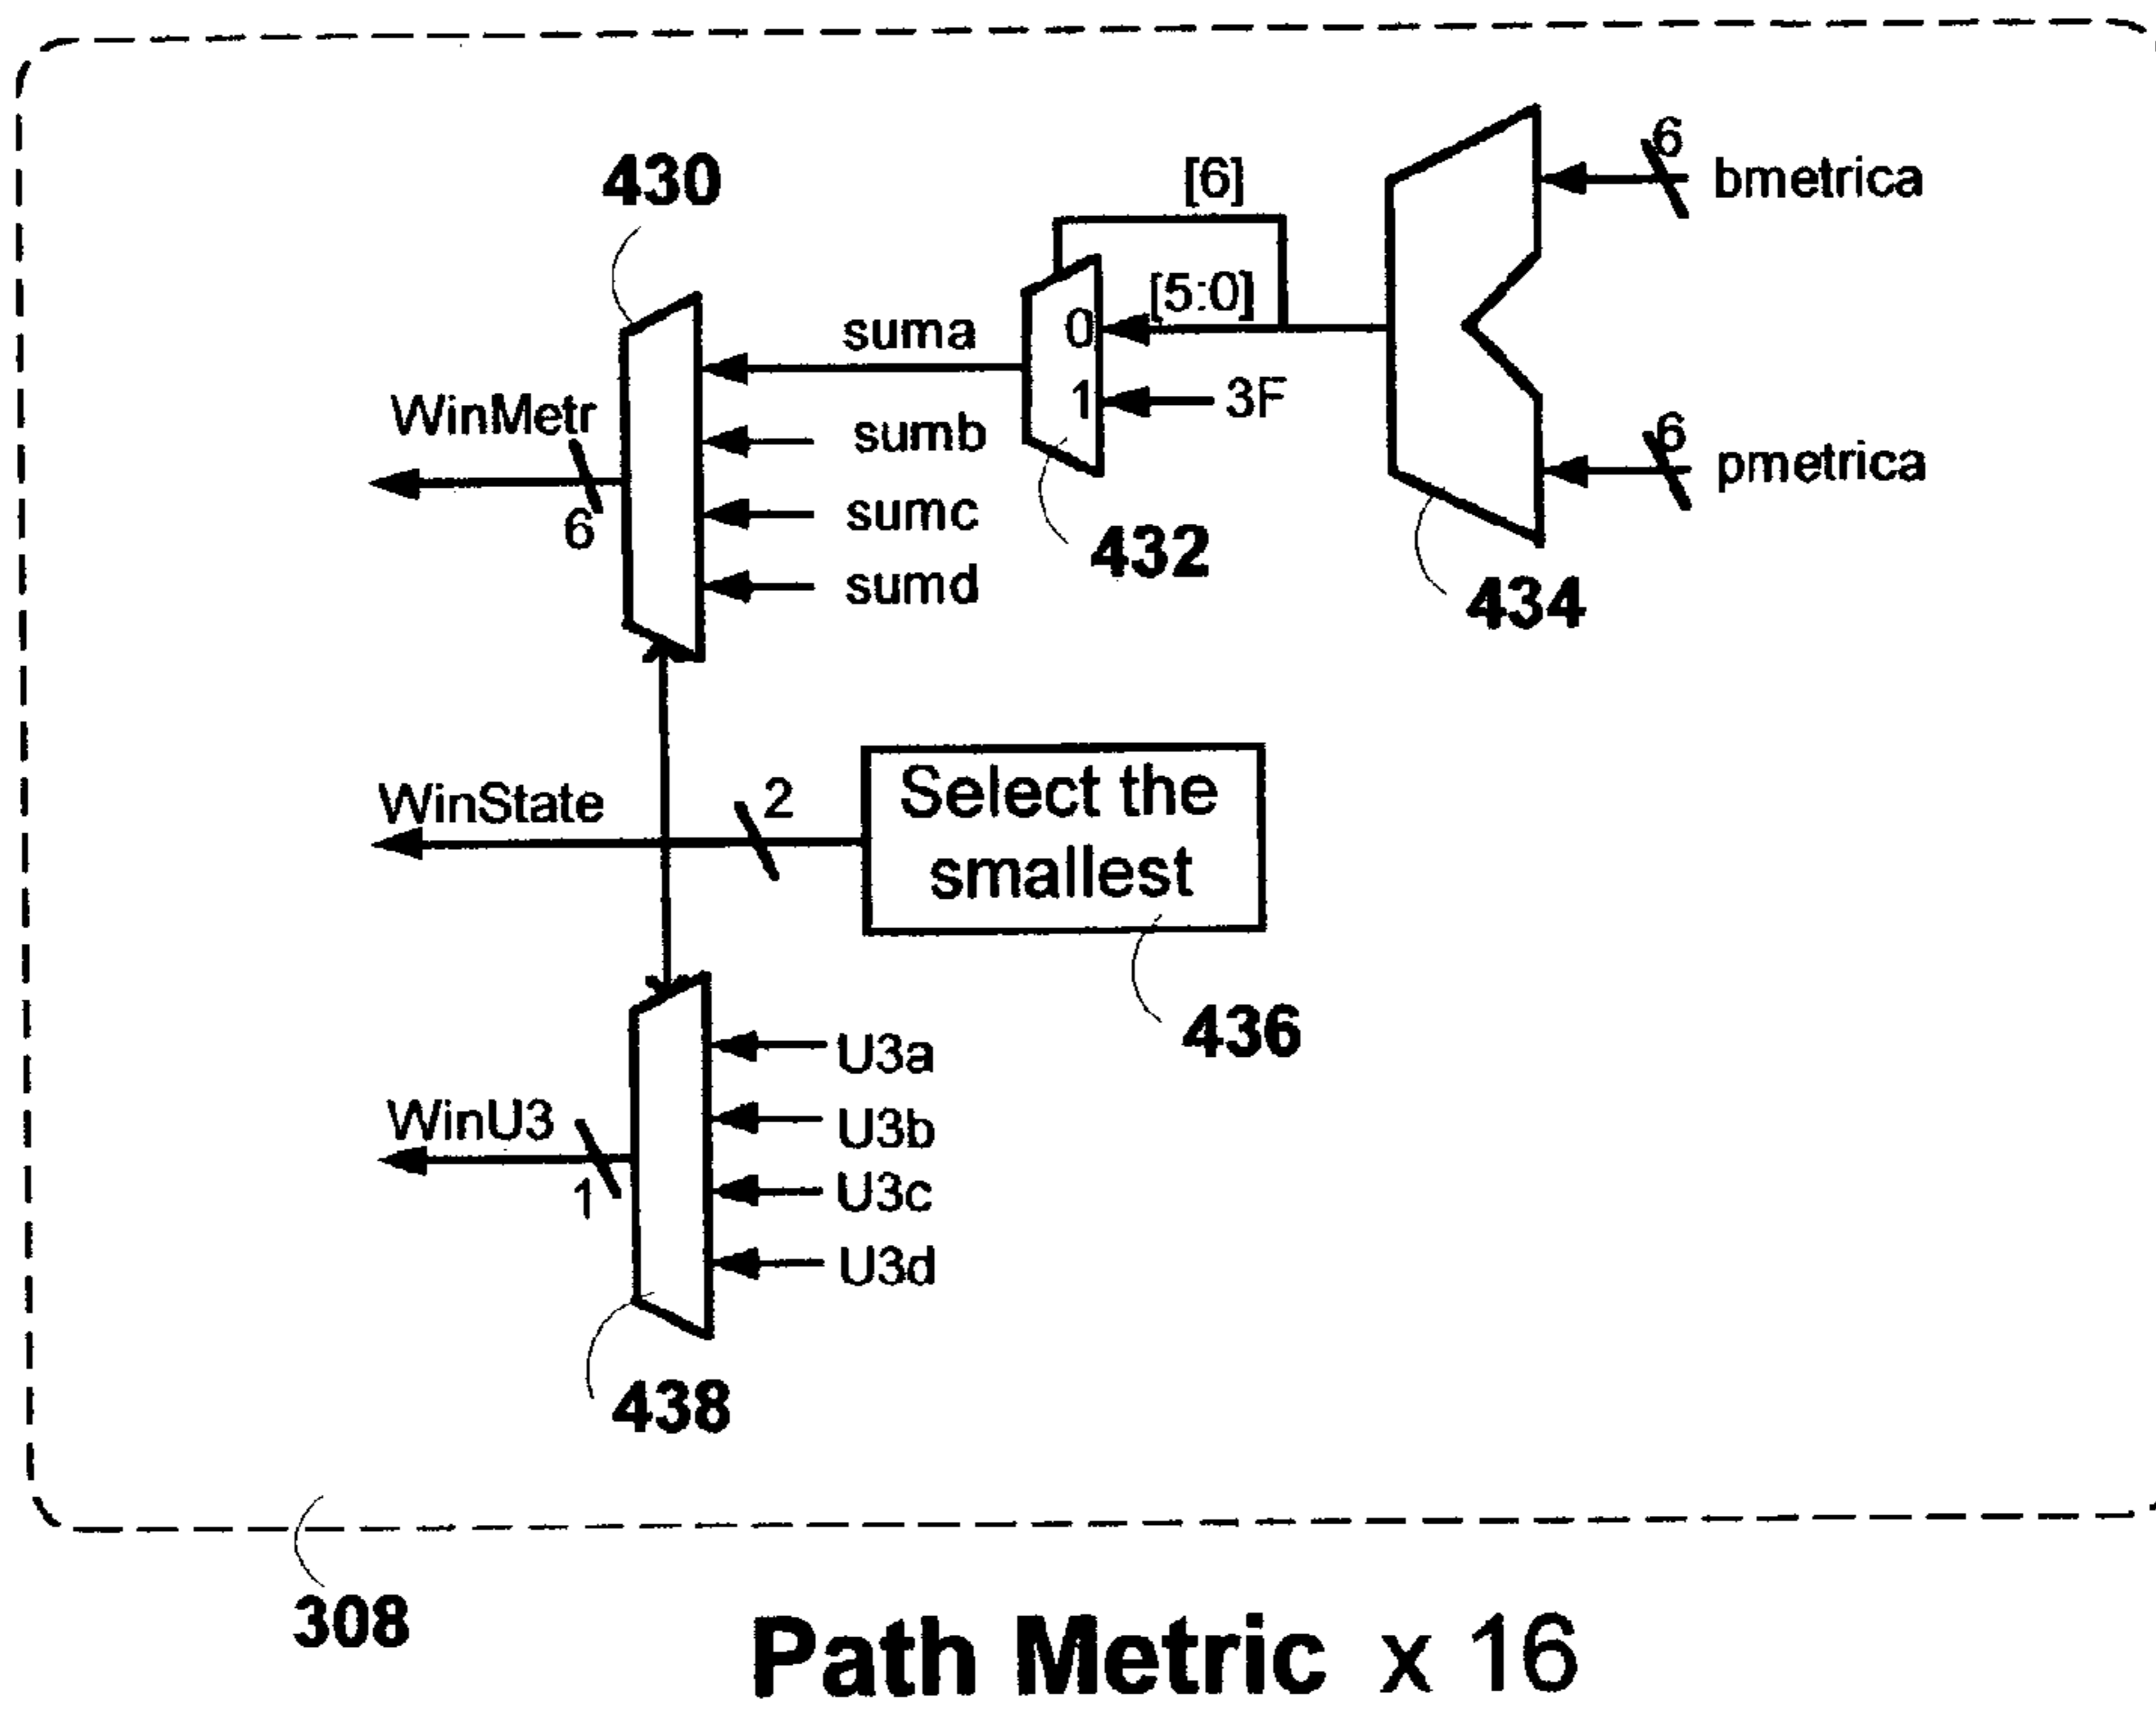 430
[6]
6
bmetrica
[5:0]
suma
0
1
3F
WinMetr
6
sumb
sumc
sumd
432
6
pmetrica
434
WinState
2
Select the
smallest
436
U3a
WinU3
1
U3b
U3c
U3d
438
308
Path Metric x 16